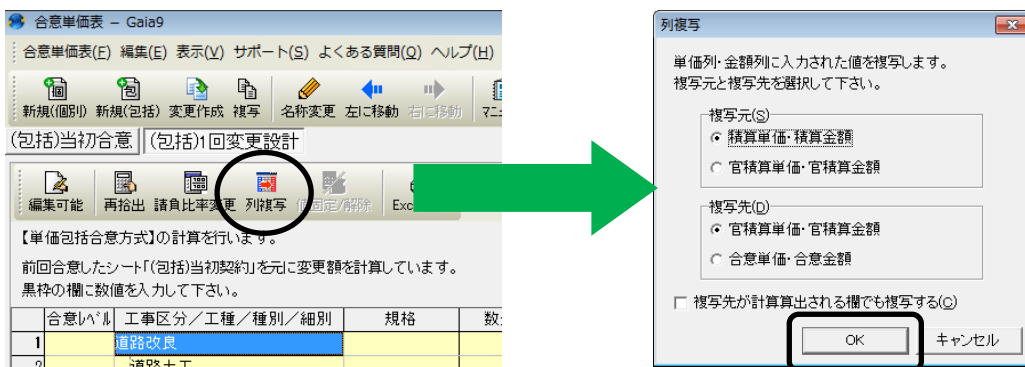 合意単価表 – Gaia9
合意単価表(F) 編集(E) 表示(V) サポート(S) よくある質問(Q) ヘルプ(H)
新規(個別) 新規(包括) 変更作成 複写 名称変更 左に移動 右に移動
(包括)当初合意 (包括)1回変更設計
編集可能 再拾出 請負比率変更 列複写 値固定/解除
【単価包括合意方式】の計算を行います。
前回合意したシート「(包括)当初契約」を元に変更額を計算しています。
黒枠の欄に数値を入力して下さい。
合意レベル 工事区分/工種/種別/細別 規格
1 道路改良
2 道路土工
列複写
単価列・金額列に入力された値を複写します。
複写元と複写先を選択して下さい。
複写元(S)
積算単価・積算金額
官積算単価・官積算金額
複写先(D)
官積算単価・官積算金額
合意単価・合意金額
複写先が計算算出される欄でも複写する(C)
OK キャンセル